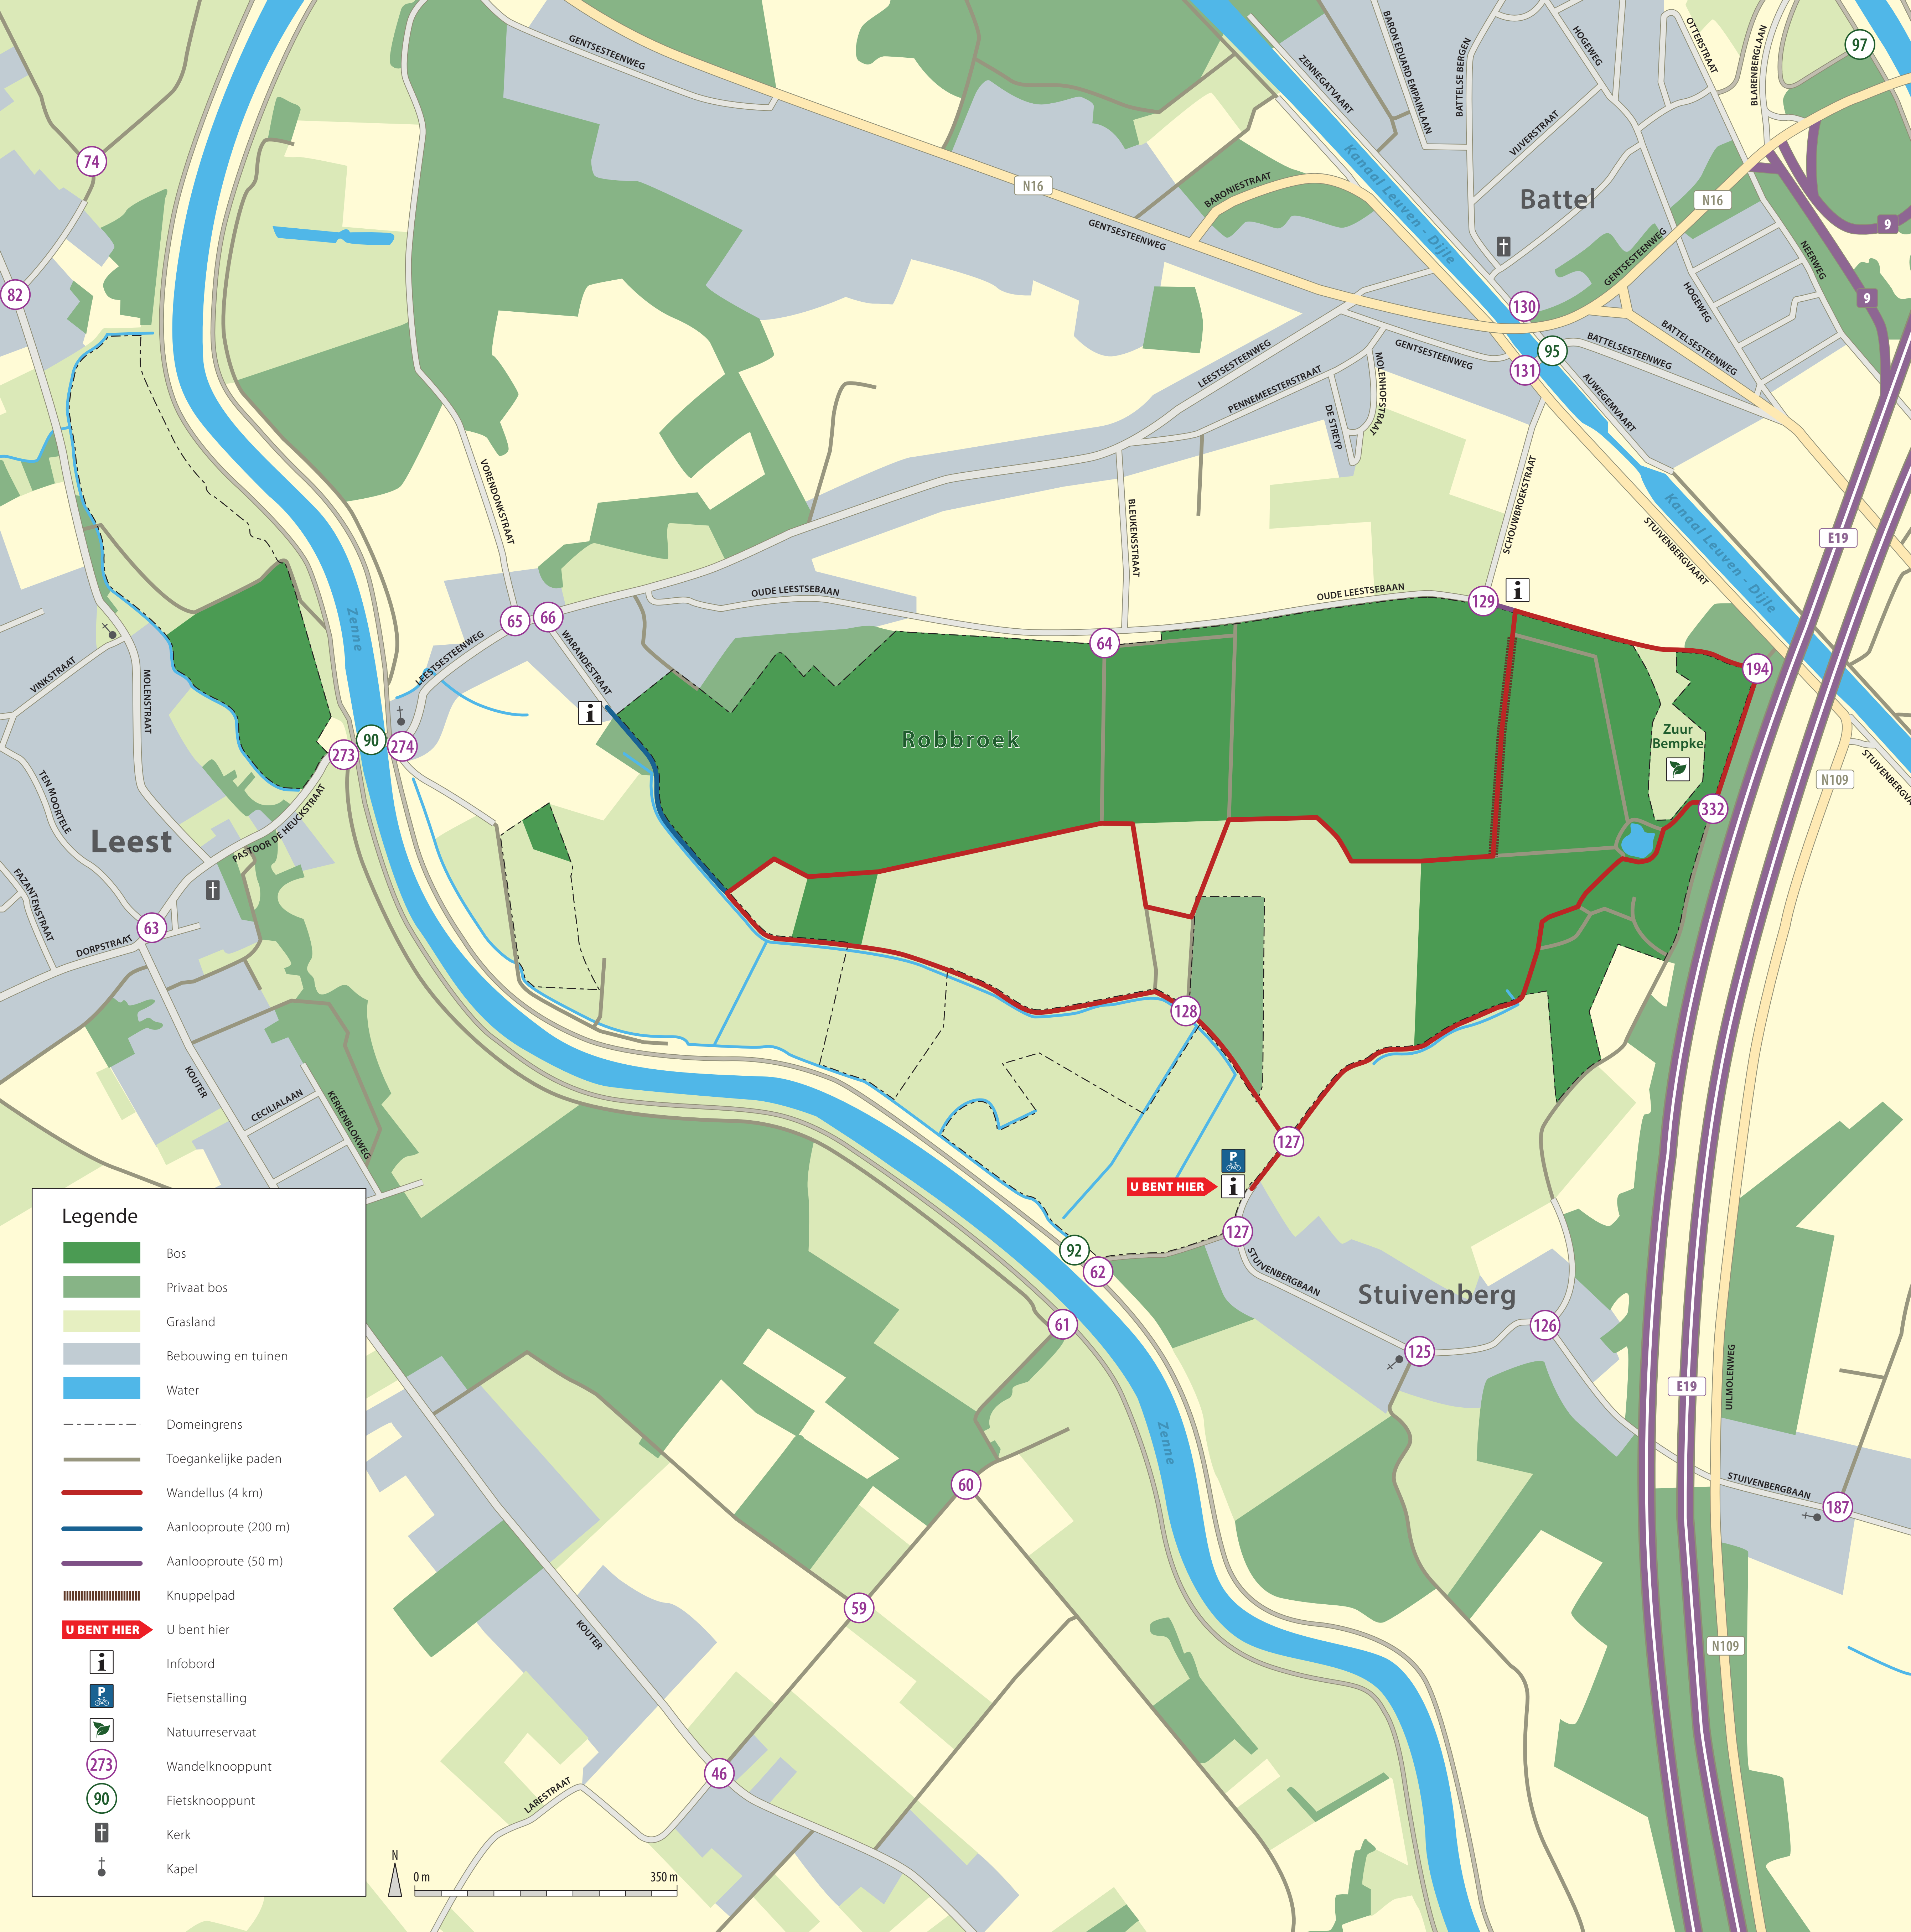 GENTSESTEENWEG
ZENNEGATVAART
BARON EDUARD EMPAINLAAN
BATTELSE BERGEN
HOGEWEG
OTTERSTRAAT
BLARENBERGLAAN
97
VIJVERSTRAAT
74
N16
BARONIESTRAAT
Kanaal Leuven - Dijle
Battel
N16
9
GENTSESTEENWEG
GENTSESTEENWEG
NEERWEG
82
HOGEWEG
9
130
BATTELSESTEENWEG
BATTELSESTEENWEG
LEESTSESTEENWEG
GENTSESTEENWEG
95
131
PENNEMEESTERSTRAAT
MOLENHOFSTRAAT
DE STREYP
AUWEGEMVAART
VORENDONKSTRAAT
BLEUKENSSTRAAT
SCHOUWBROEKSTRAAT
Kanaal Leuven - Dijle
STUIVENBERGVAART
E19
Zenne
OUDE LEESTSEBAAN
OUDE LEESTSEBAAN
129
i
65
66
64
LEESTSESTEENWEG
WARANDESTRAAT
194
VINKSTRAAT
MOLENSTRAAT
i
Robbroek
Zuur
Bempke
273
90
274
N109
STUIVENBERGVA
332
TEN MOORTELE
Leest
PASTOOR DE HEUCKSTRAAT
FAZANTENSTRAAT
63
DORPSTRAAT
128
KOUTER
CECILIALAAN
KERKENBLOKWEG
127
P
U BENT HIER
i
127
92
62
STUIVENBERGBAAN
Stuivenberg
61
126
125
UILMOLENWEG
E19
Zenne
60
STUIVENBERGBAAN
187
59
KOUTER
N109
46
LARESTRAAT
Legende
Bos
Privaat bos
Grasland
Bebouwing en tuinen
Water
Domeingrens
Toegankelijke paden
Wandellus (4 km)
Aanlooproute (200 m)
Aanlooproute (50 m)
Knuppelpad
U BENT HIER U bent hier
i Infobord
P Fietsenstalling
Natuurreservaat
273 Wandelknooppunt
90 Fietsknooppunt
Kerk
Kapel
N
0 m 350 m